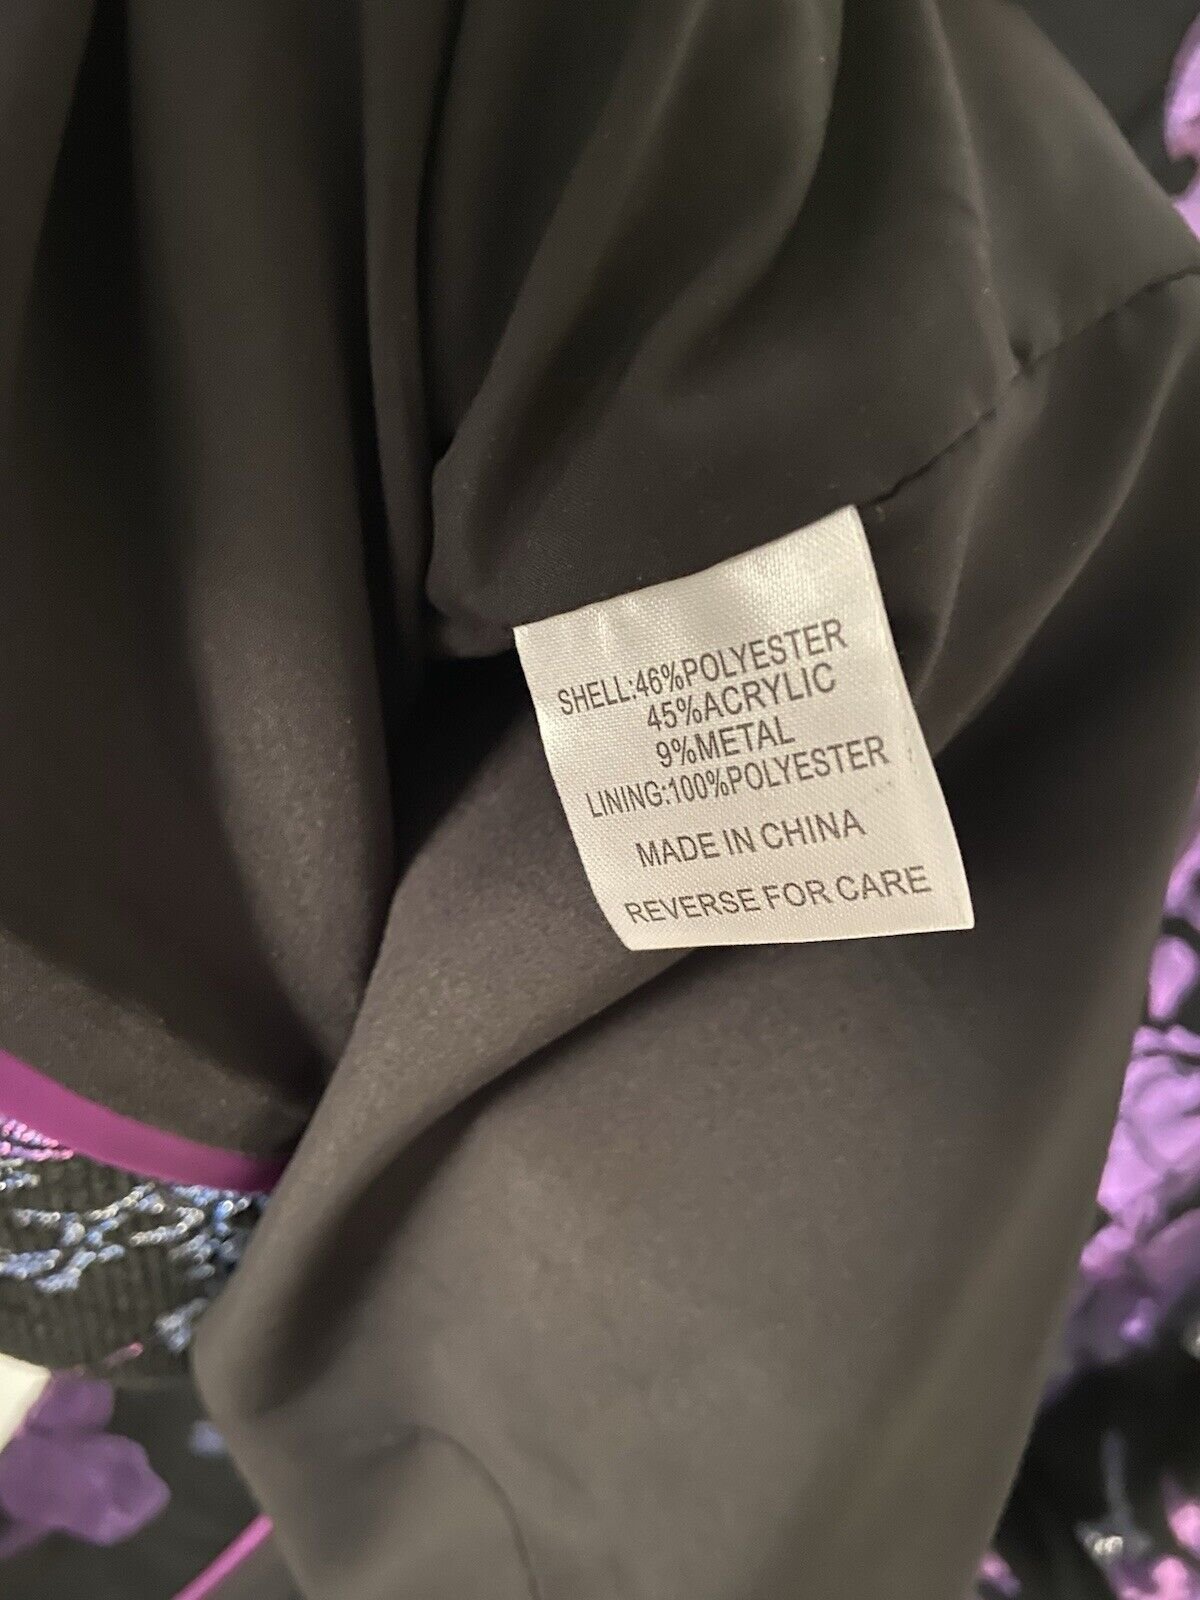 SHELL:46%POLYESTER
45%ACRYLIC
9%METAL
LINING:100%POLYESTER
MADE IN CHINA
REVERSE FOR CARE